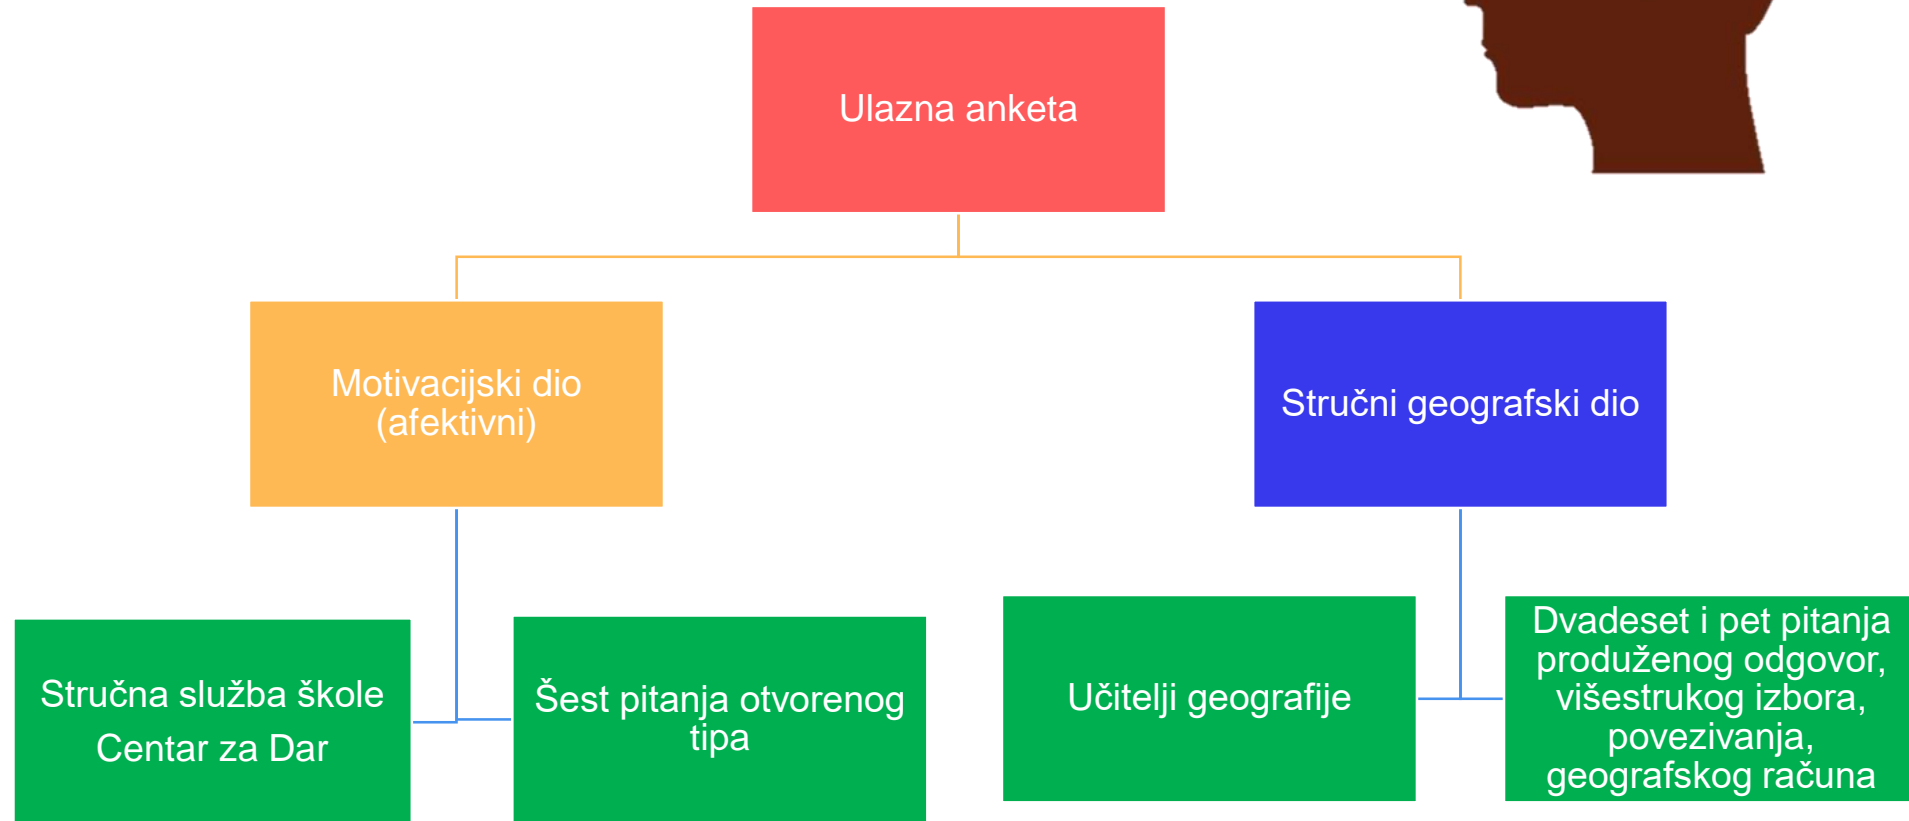 Ulazna anketa
Motivacijski dio
(afektivni)
Stručni geografski dio
Stručna služba škole
Centar za Dar
Šest pitanja otvorenog
tipa
Učitelji geografije
Dvadeset i pet pitanja
produženog odgovor,
višestrukog izbora,
povezivanja,
geografskog računa